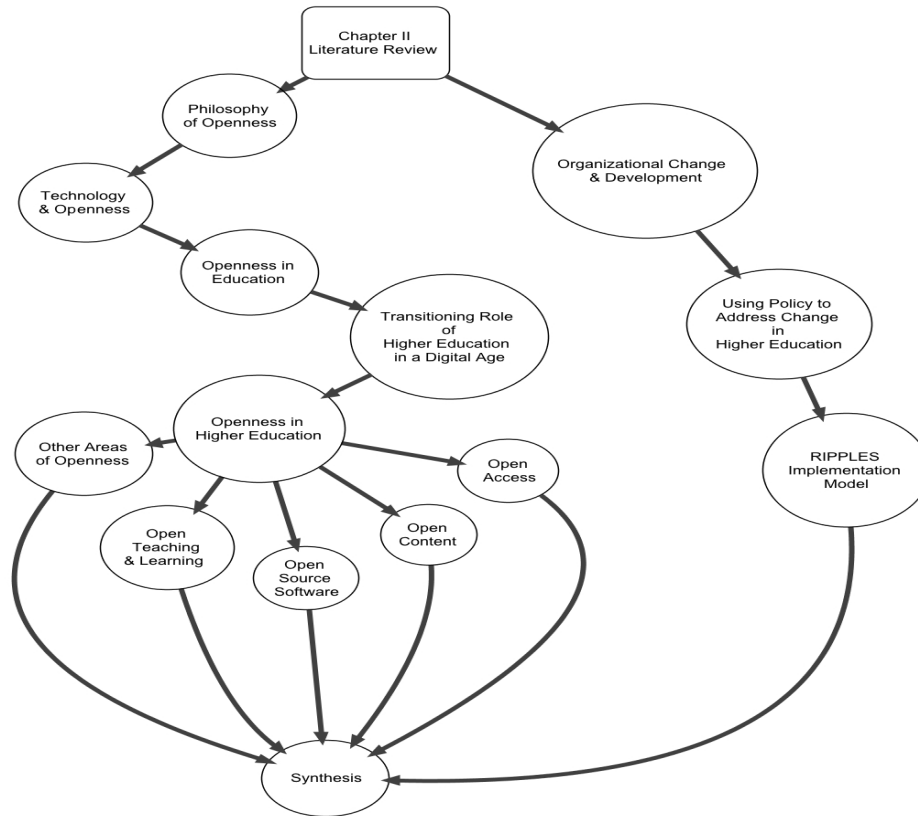 Chapter II
Literature Review
Philosophy
of Openness
Organizational Change
& Development
Technology
& Openness
Openness in
Education
Transitioning Role
of
Higher Education
in a Digital Age
Using Policy to
Address Change
in
Higher Education
Openness in
Higher Education
Other Areas
of Openness
Open
Access
RIPPLES
Implementation
Model
Open
Teaching
& Learning
Open
Content
Open
Source
Software
Synthesis